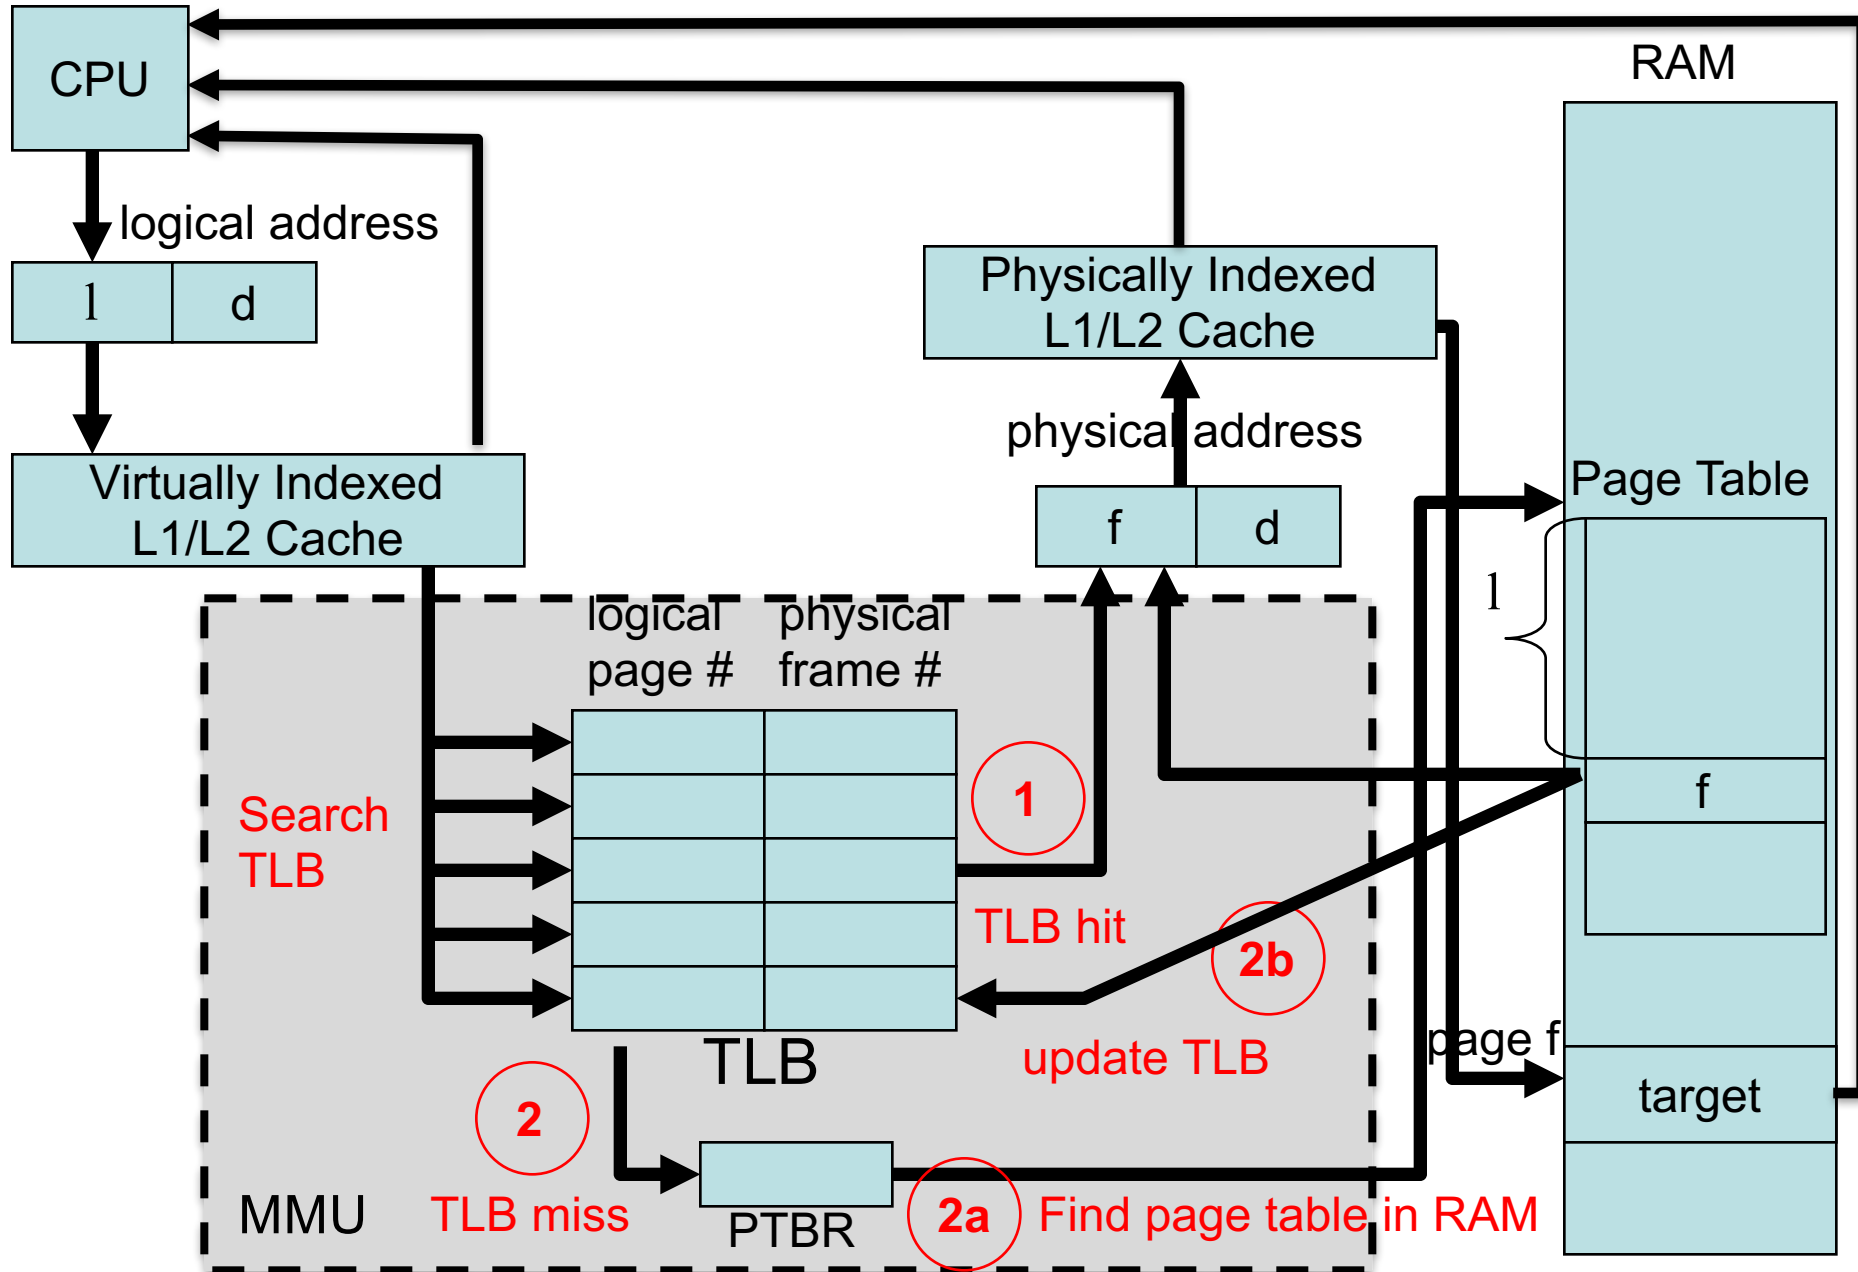 CPU
RAM
logical address
l
d
Physically Indexed
L1/L2 Cache
physical address
Virtually Indexed
L1/L2 Cache
Page Table
f
d
l
logical
page #
physical
frame #
Search
TLB
1
f
TLB hit
2b
TLB
update TLB
page f
target
2
MMU
TLB miss
PTBR
2a
Find page table in RAM